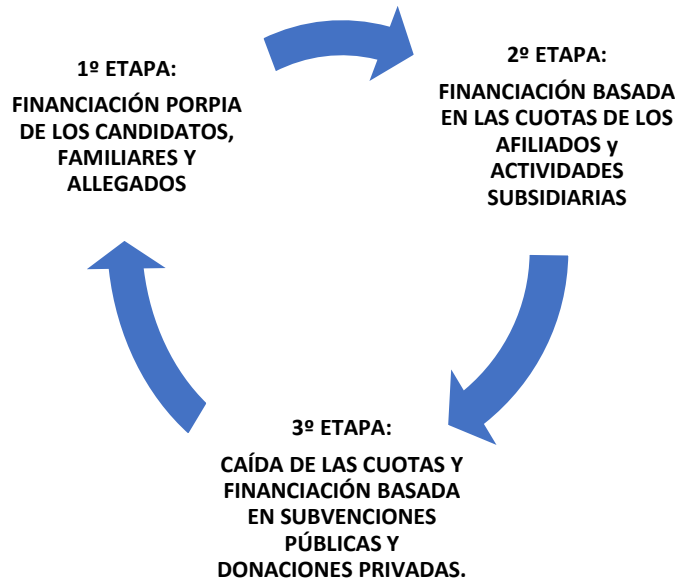 1º ETAPA:
FINANCIACIÓN PORPIA
DE LOS CANDIDATOS,
FAMILIARES Y
ALLEGADOS
2º ETAPA:
FINANCIACIÓN BASADA
EN LAS CUOTAS DE LOS
AFILIADOS y
ACTIVIDADES
SUBSIDIARIAS
3º ETAPA:
CAÍDA DE LAS CUOTAS Y
FINANCIACIÓN BASADA
EN SUBVENCIONES
PÚBLICAS Y
DONACIONES PRIVADAS.